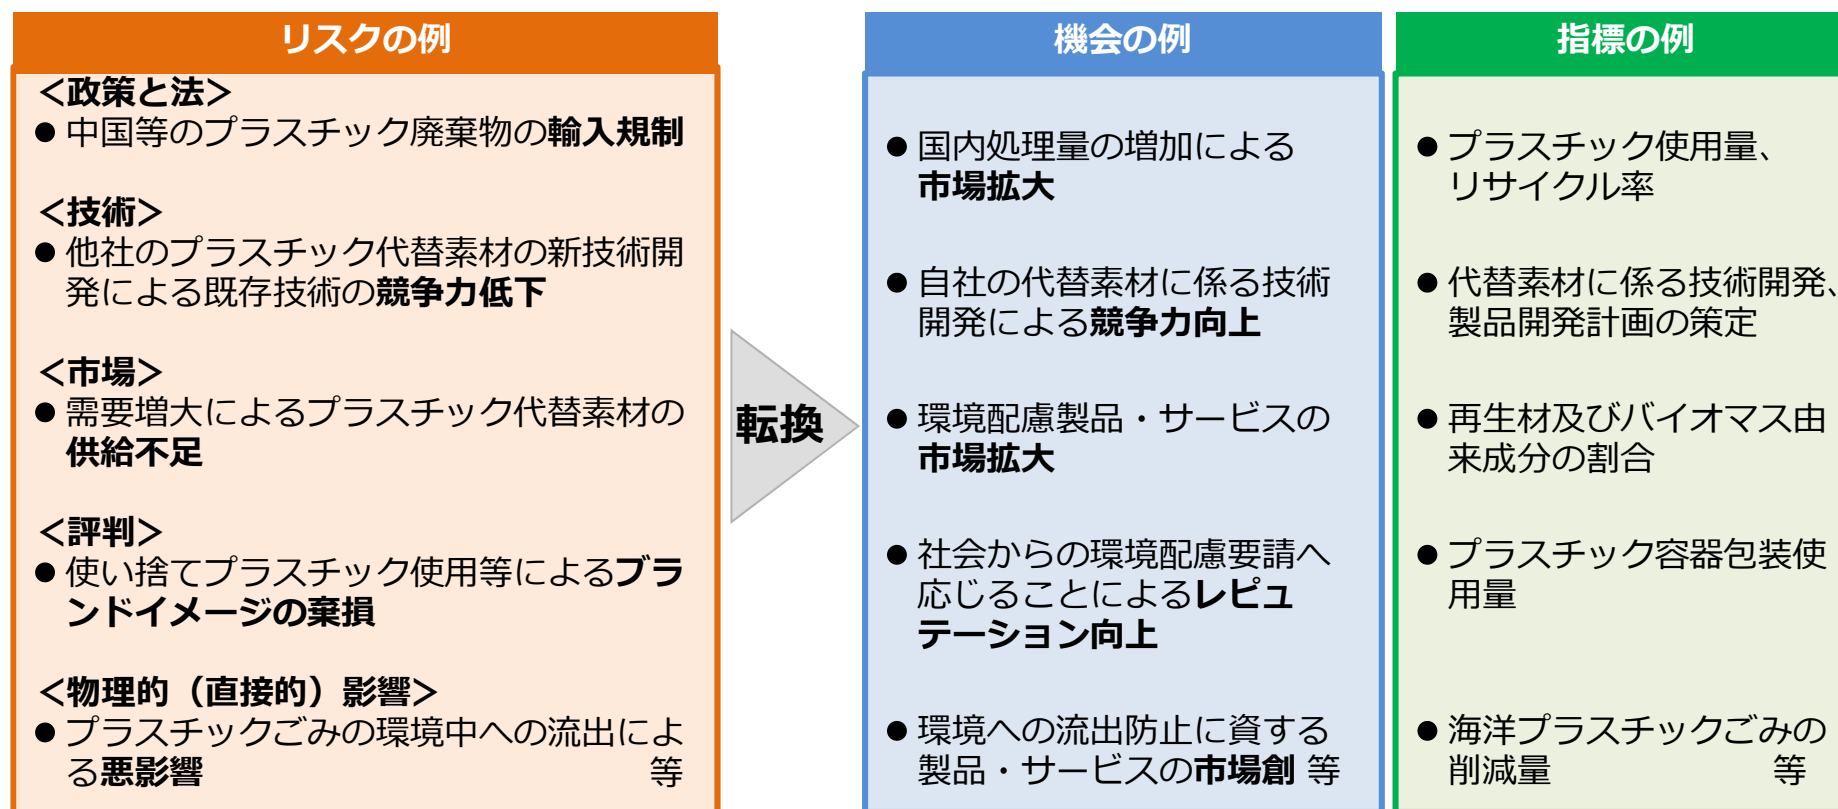 リスクの例
<政策と法>
●中国等のプラスチック廃棄物の輸入規制
<技術>
●他社のプラスチック代替素材の新技術開
発による既存技術の競争力低下
<市場>
●需要増大によるプラスチック代替素材の
供給不足
<評判>
●使い捨てプラスチック使用等によるブラ
ンドイメージの棄損
<物理的（直接的）影響>
●プラスチックごみの環境中への流出によ
る悪影響 等
転換
機会の例
●国内処理量の増加による
市場拡大
●自社の代替素材に係る技術
開発による競争力向上
●環境配慮製品・サービスの
市場拡大
●社会からの環境配慮要請へ
応じることによるレピュ
テーション向上
●環境への流出防止に資する
製品・サービスの市場創 等
指標の例
●プラスチック使用量、
リサイクル率
●代替素材に係る技術開発、
製品開発計画の策定
●再生材及びバイオマス由
来成分の割合
●プラスチック容器包装使
用量
●海洋プラスチックごみの
削減量 等